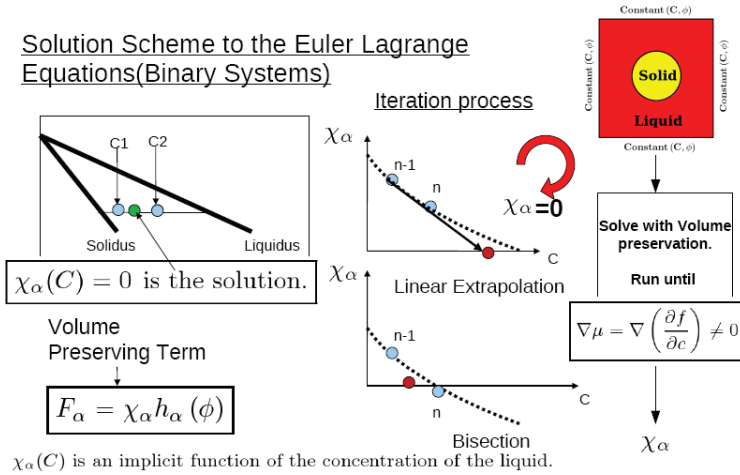 Solution Scheme to the Euler Lagrange
Equations(Binary Systems)
C1
C2
Solidus
Liquidus
χα(C) = 0 is the solution.
Volume
Preserving Term
Fα = χαhα (ϕ)
Iteration process
χα
n-1
n
C
χα=0
Linear Extrapolation
χα
n-1
n
C
Bisection
Constant (C, ϕ)
Constant (C, ϕ)
Constant (C, ϕ)
Constant (C, ϕ)
Solid
Liquid
Solve with Volume
preservation.
Run until
∇μ = ∇ (∂f/∂c) ≠ 0
χα
χα(C) is an implicit function of the concentration of the liquid.